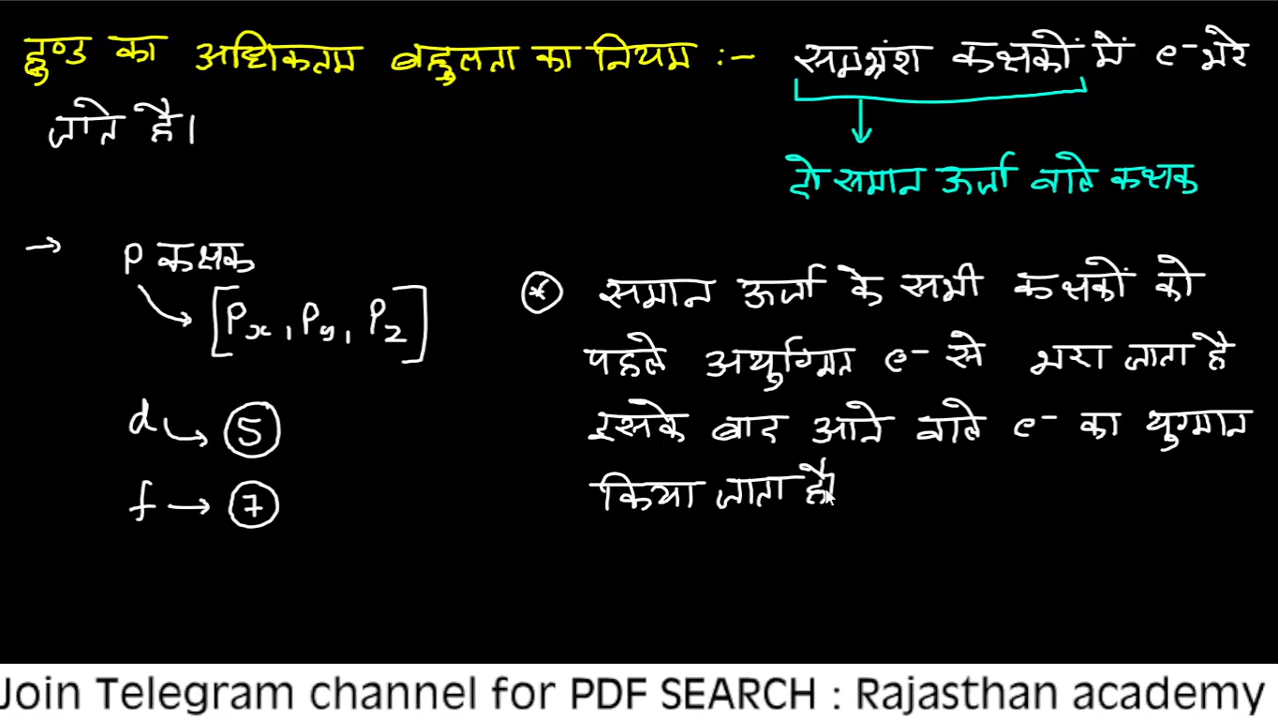 हुण्ड का अधिकतम बहुलता का नियम :- समभ्रंश कक्षकों में e⁻ भरे
जाते है।
दो समान ऊर्जा वाले कक्षक
→ p कक्षक
[Px, Py, Pz]
d → 5
f → 7
* समान ऊर्जा के सभी कक्षकों को
पहले अयुग्मित e⁻ से भरा जाता है
इसके बाद आने वाले e⁻ का युग्मान
किया जाता है।
Join Telegram channel for PDF SEARCH : Rajasthan academy